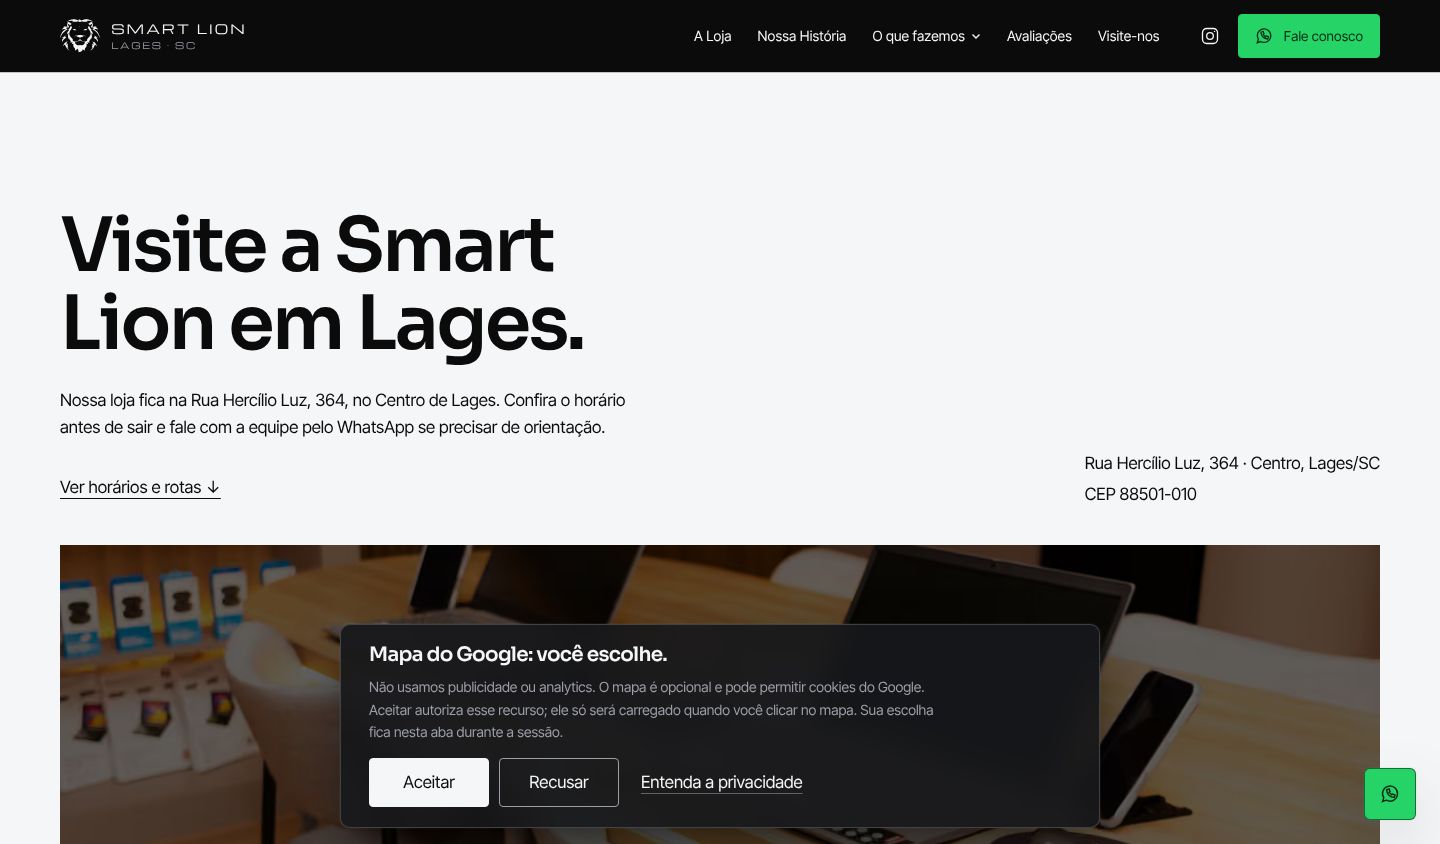 SMART LION
LAGES · SC
A Loja
Nossa História
O que fazemos
Avaliações
Visite-nos
Fale conosco
Visite a Smart
Lion em Lages.
Nossa loja fica na Rua Hercílio Luz, 364, no Centro de Lages. Confira o horário
antes de sair e fale com a equipe pelo WhatsApp se precisar de orientação.
Ver horários e rotas ↓
Rua Hercílio Luz, 364 · Centro, Lages/SC
CEP 88501-010
Mapa do Google: você escolhe.
Não usamos publicidade ou analytics. O mapa é opcional e pode permitir cookies do Google.
Aceitar autoriza esse recurso; ele só será carregado quando você clicar no mapa. Sua escolha
fica nesta aba durante a sessão.
Aceitar
Recusar
Entenda a privacidade